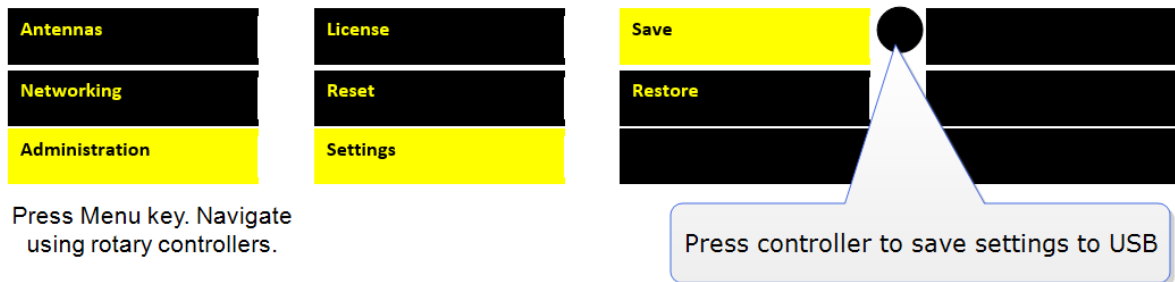 Antennas
Networking
Administration
Press Menu key. Navigate
using rotary controllers.
License
Reset
Settings
Save
Restore
Press controller to save settings to USB